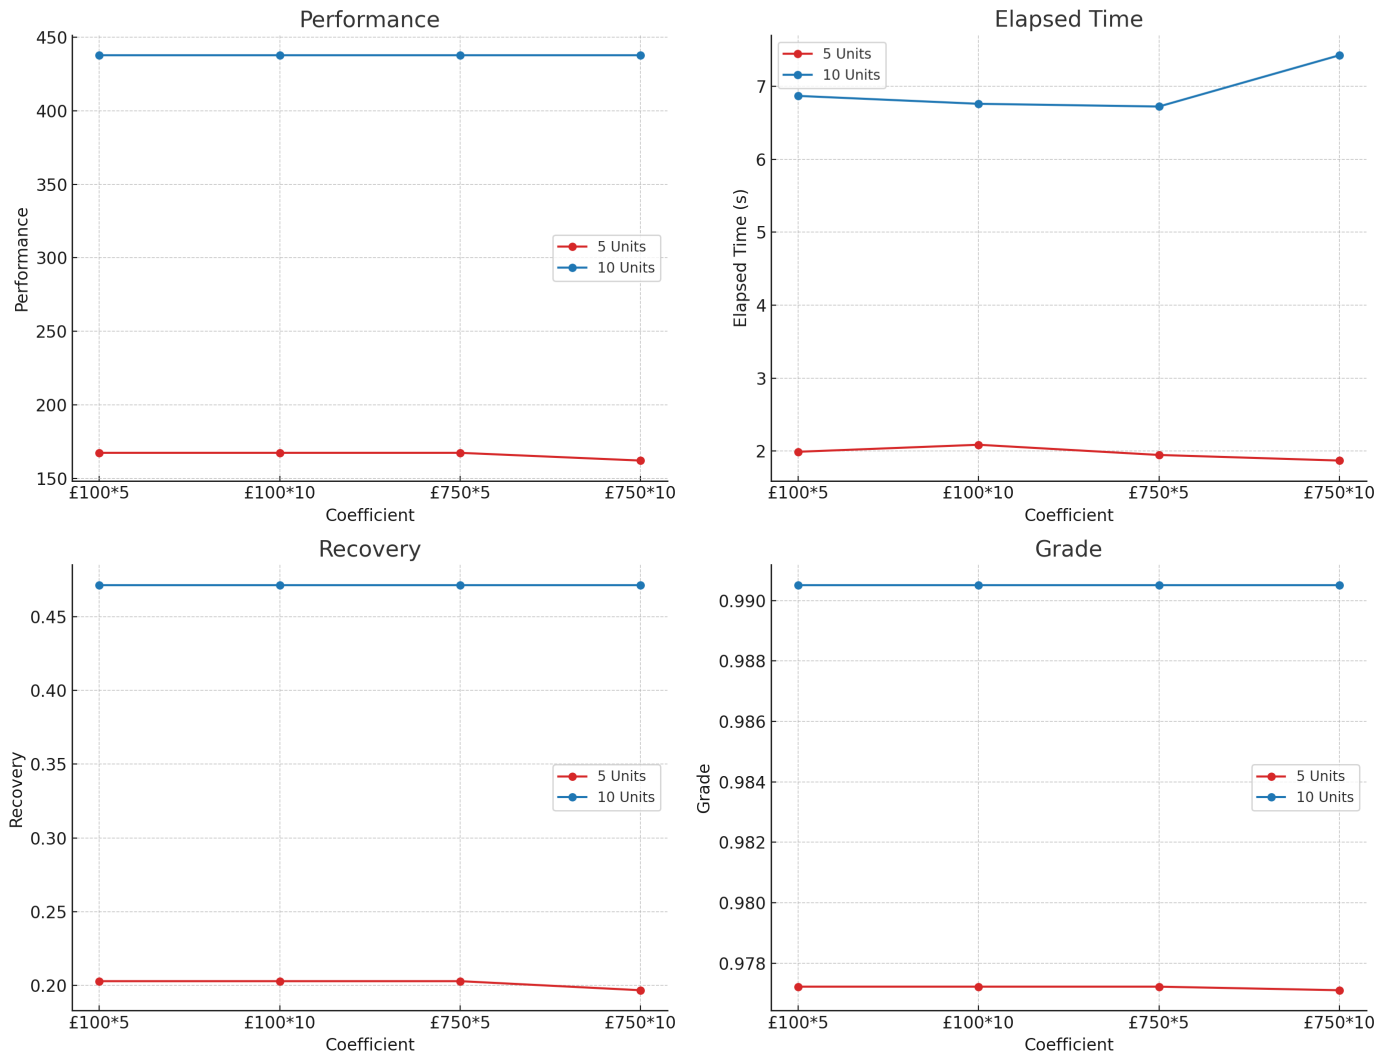 Performance
450
400
350
300
250
200
150
Performance
5 Units
10 Units
£100*5
£100*10
£750*5
£750*10
Coefficient
Elapsed Time
7
6
5
4
3
2
Elapsed Time (s)
5 Units
10 Units
£100*5
£100*10
£750*5
£750*10
Coefficient
Recovery
0.45
0.40
0.35
0.30
0.25
0.20
Recovery
5 Units
10 Units
£100*5
£100*10
£750*5
£750*10
Coefficient
Grade
0.990
0.988
0.986
0.984
0.982
0.980
0.978
Grade
5 Units
10 Units
£100*5
£100*10
£750*5
£750*10
Coefficient